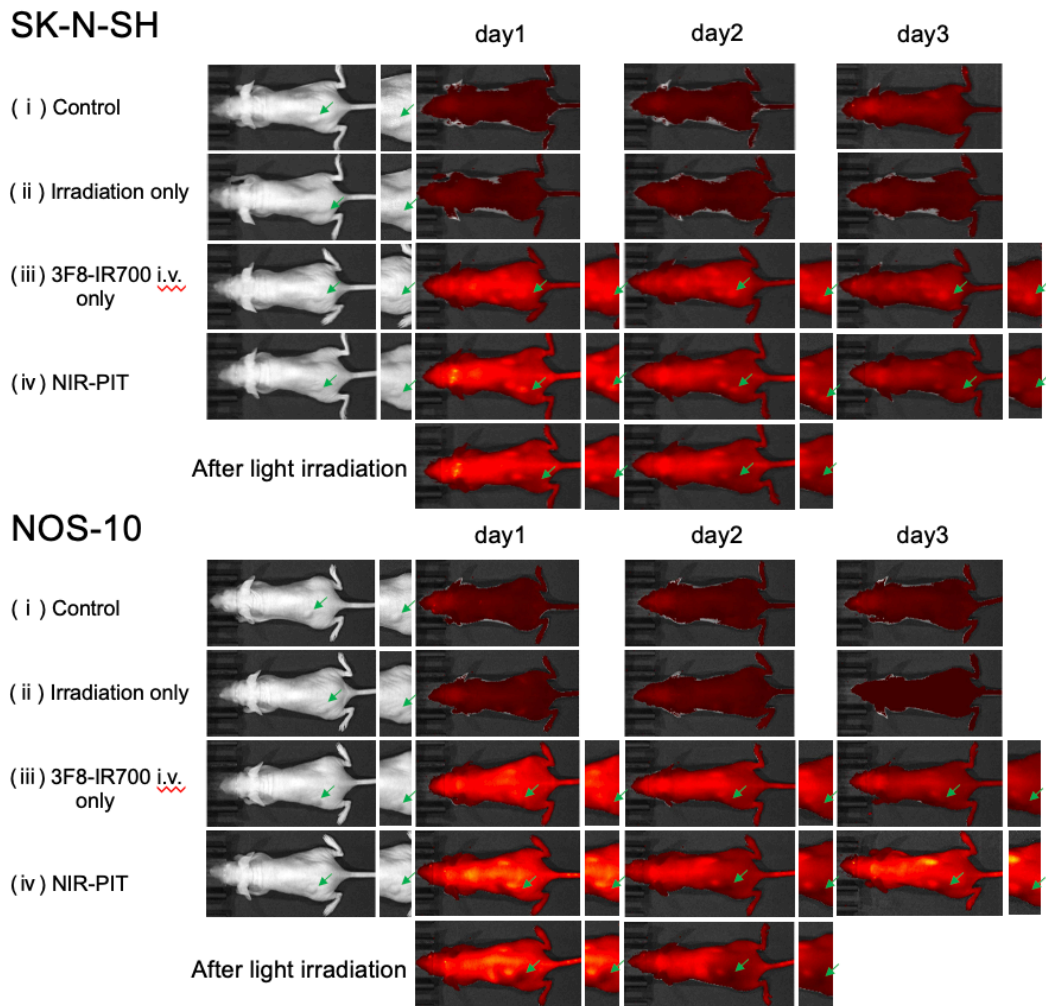 SK-N-SH
day1 day2 day3
( i ) Control
( ii ) Irradiation only
(iii) 3F8-IR700 i.v.
only
(iv) NIR-PIT
After light irradiation
NOS-10
day1 day2 day3
( i ) Control
( ii ) Irradiation only
(iii) 3F8-IR700 i.v.
only
(iv) NIR-PIT
After light irradiation